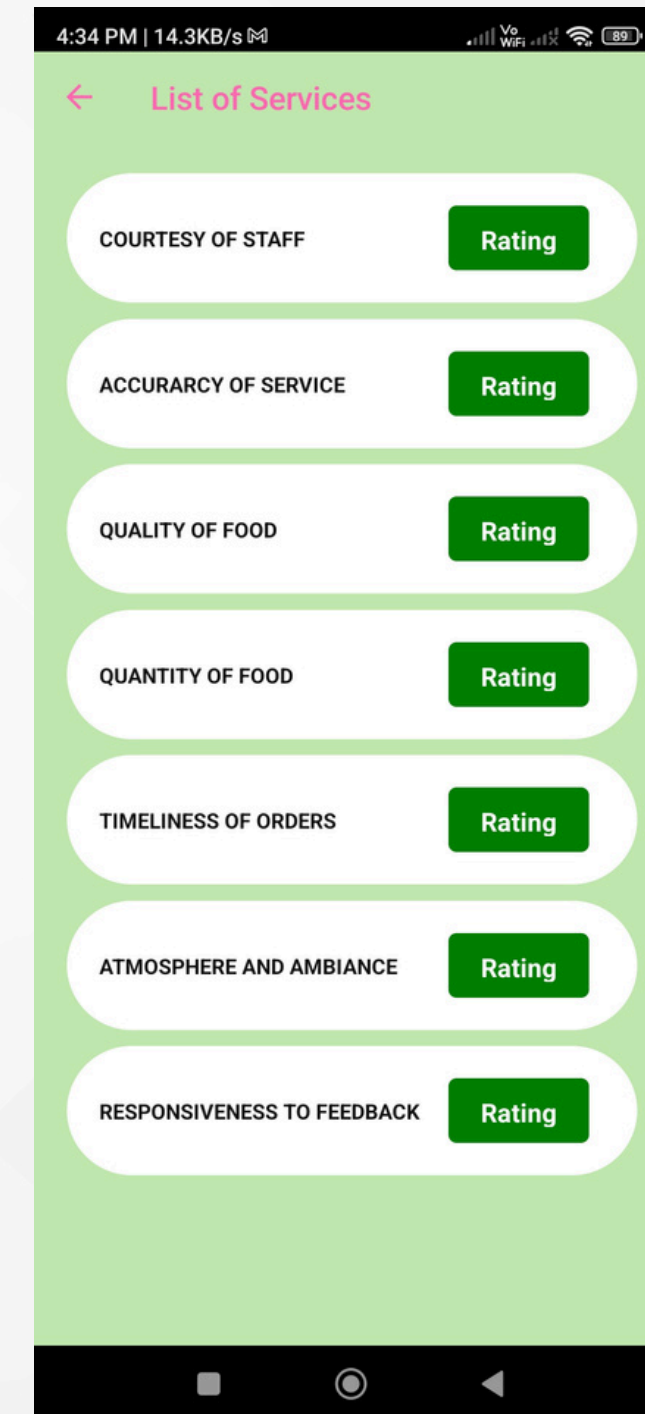 4:34 PM | 14.3KB/s
Vo
WiFi
89
List of Services
COURTESY OF STAFF
Rating
ACCURARCY OF SERVICE
Rating
QUALITY OF FOOD
Rating
QUANTITY OF FOOD
Rating
TIMELINESS OF ORDERS
Rating
ATMOSPHERE AND AMBIANCE
Rating
RESPONSIVENESS TO FEEDBACK
Rating